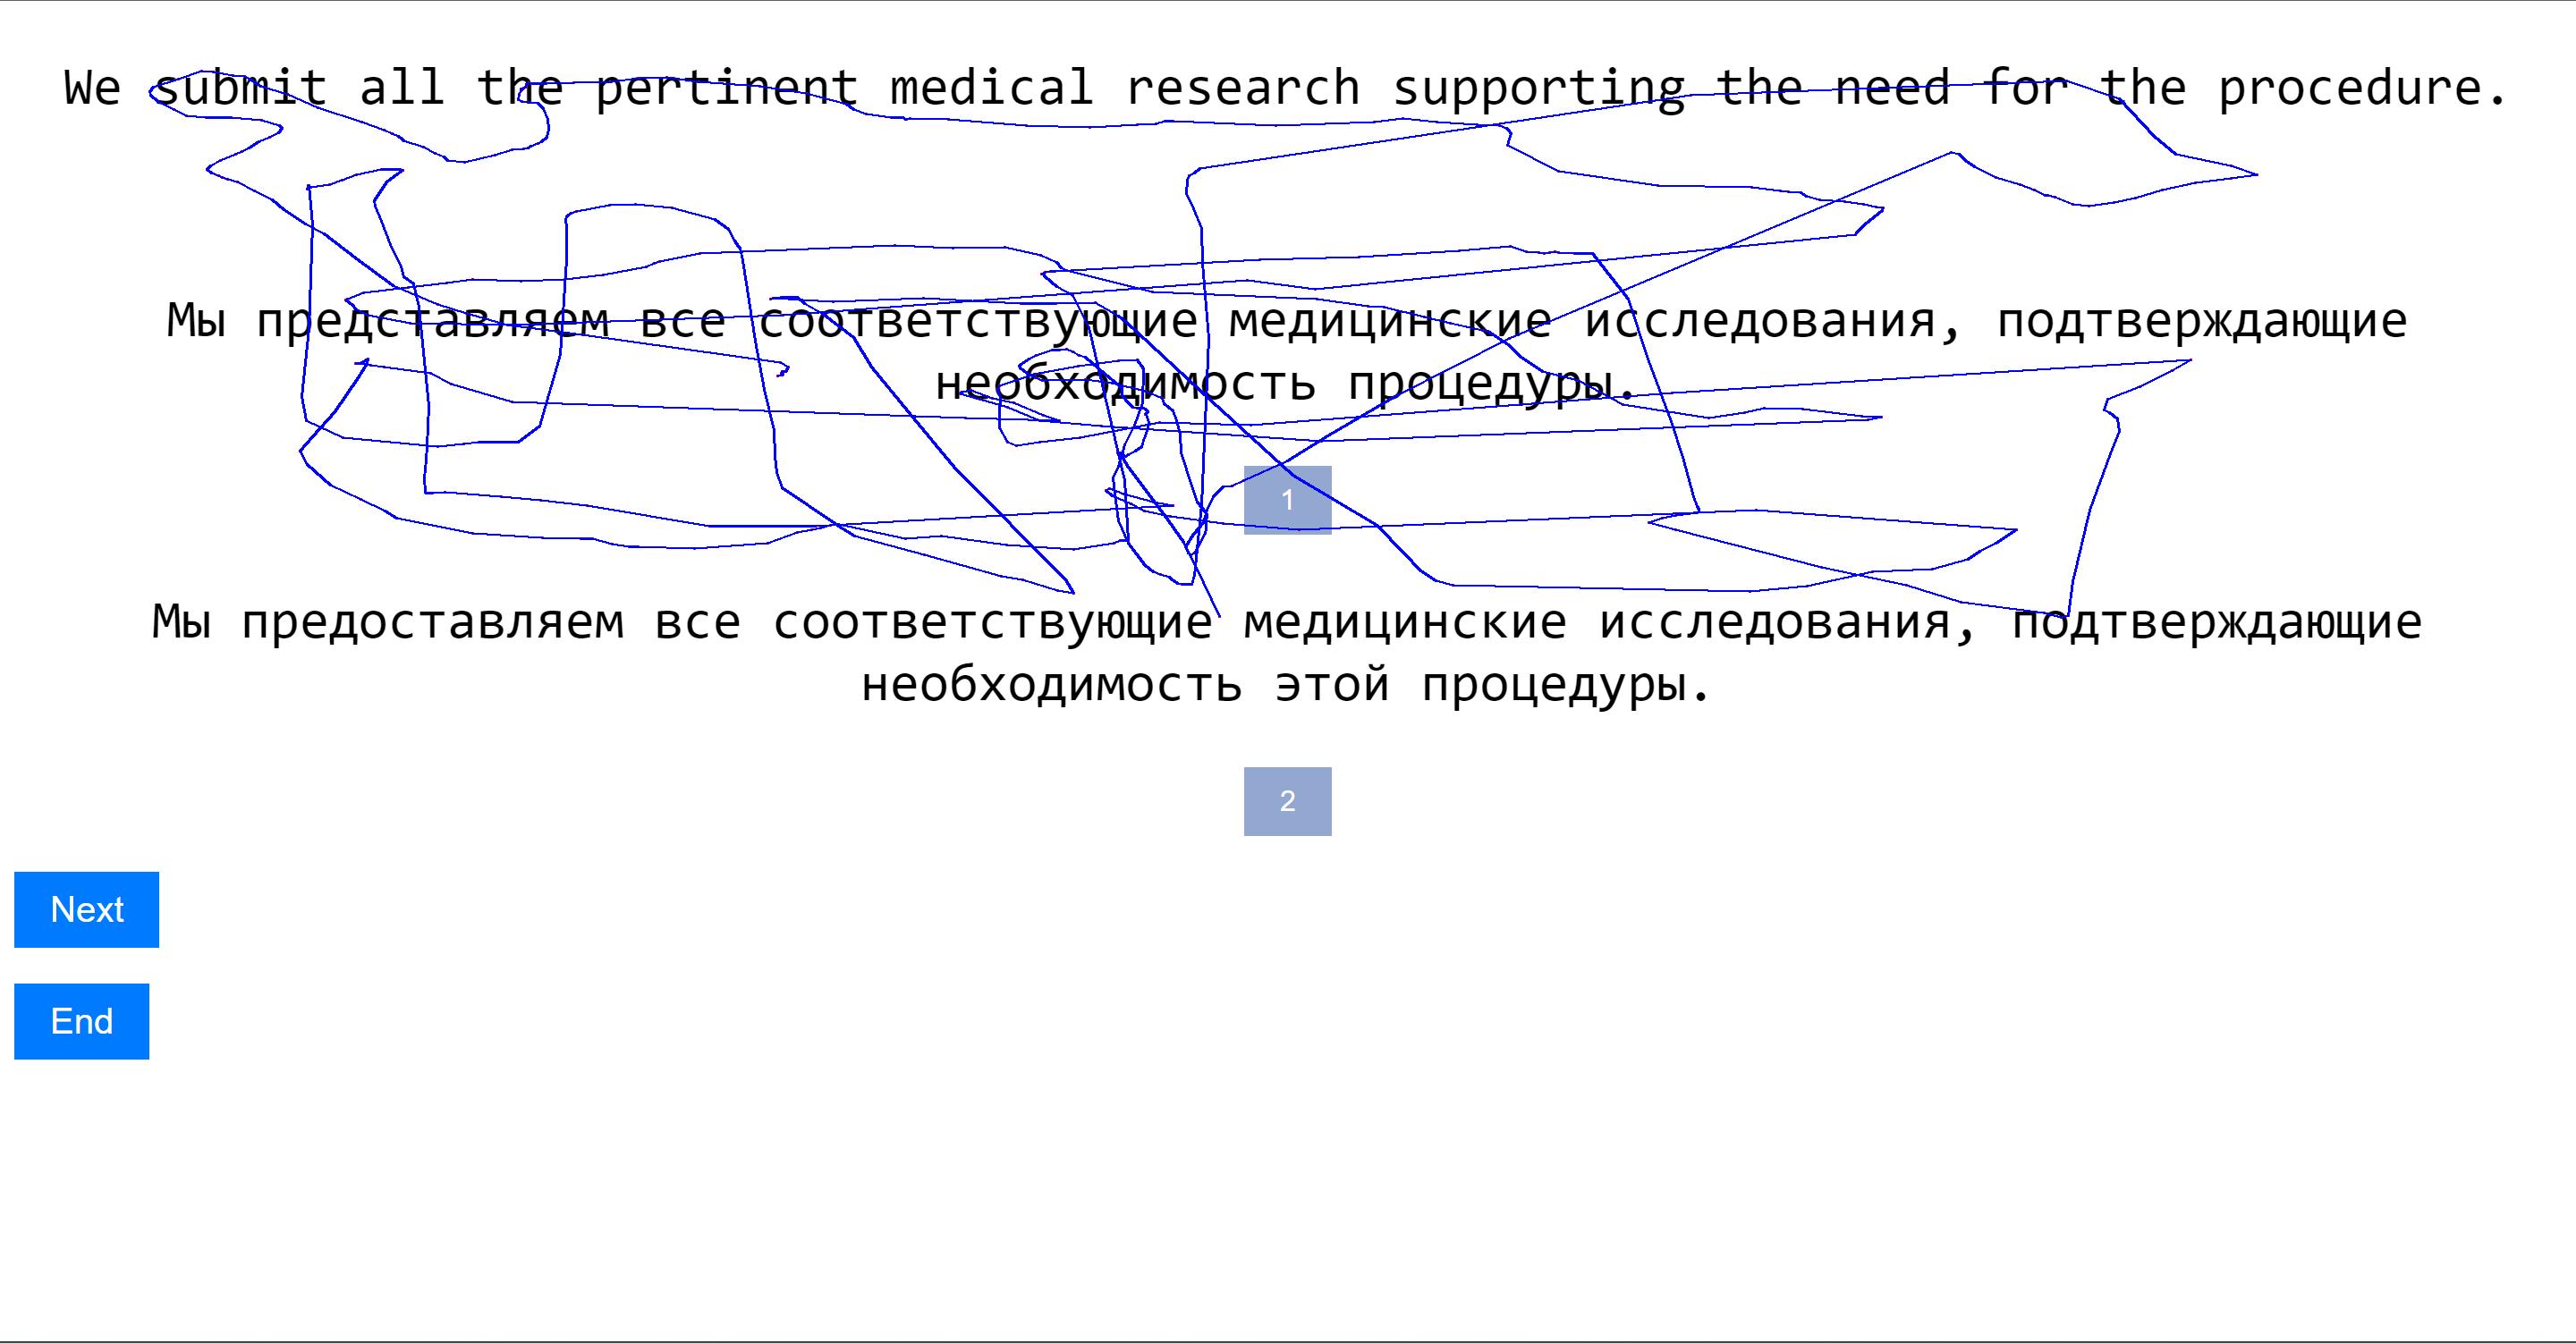 We submit all the pertinent medical research supporting the need for the procedure.
Мы представляем все соответствующие медицинские исследования, подтверждающие
необходимость процедуры.
1
Мы предоставляем все соответствующие медицинские исследования, подтверждающие
необходимость этой процедуры.
2
Next
End